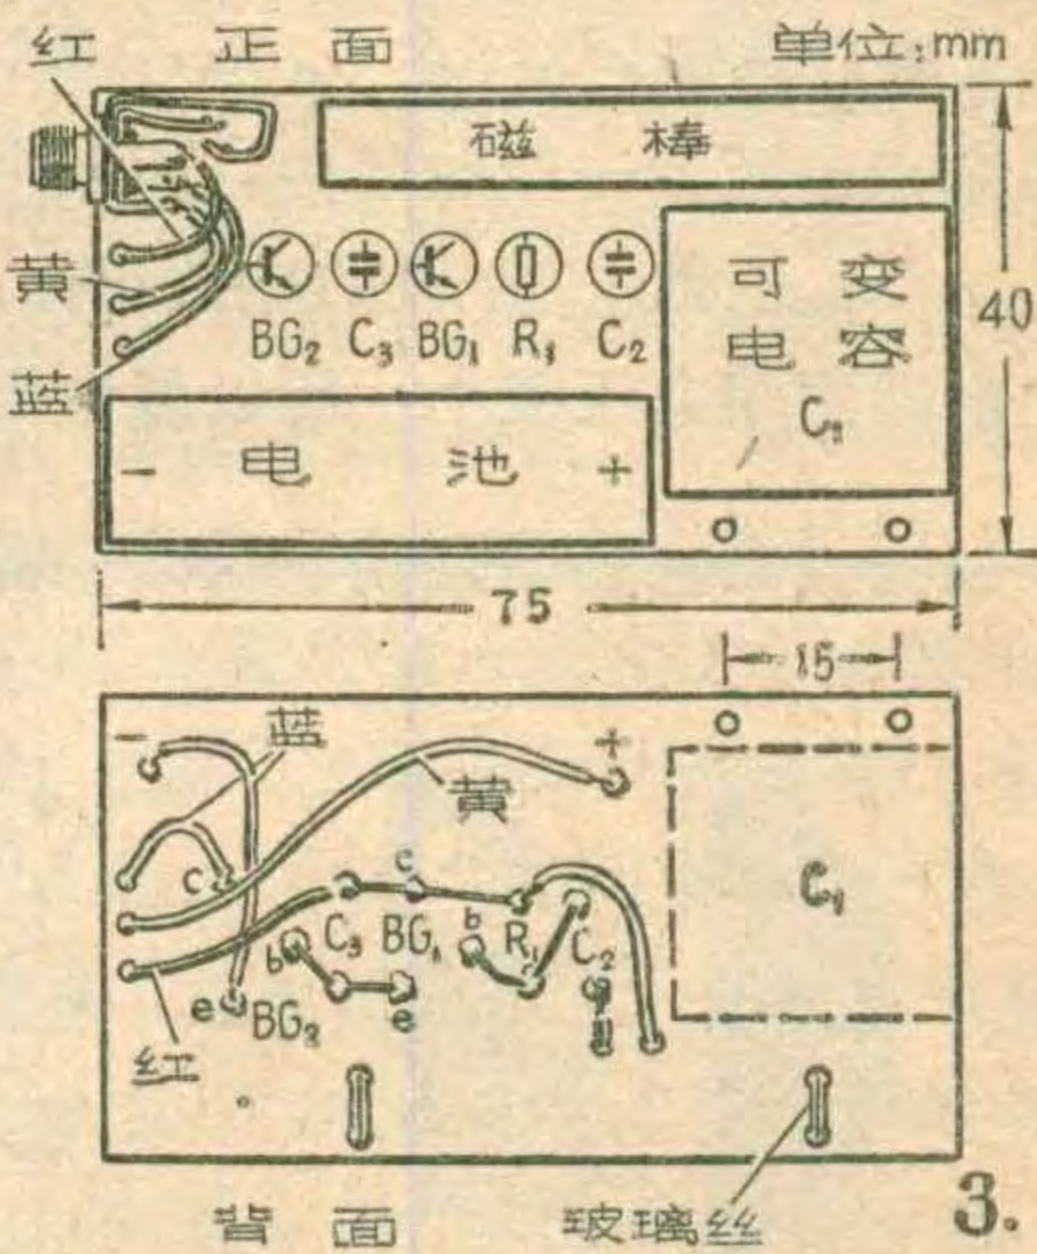 红 正 面 单位:mm
磁 棒
黄
可 变
电 容
C₁
40
BG₂ C₃ BG₁ R₁ C₂
蓝
- 电 池 +
75
15
- 蓝 +
黄
c c
C₁
b C₃ BG₁ b R₁ C₂
e BG₂ e
红
背 面 玻璃丝 3.